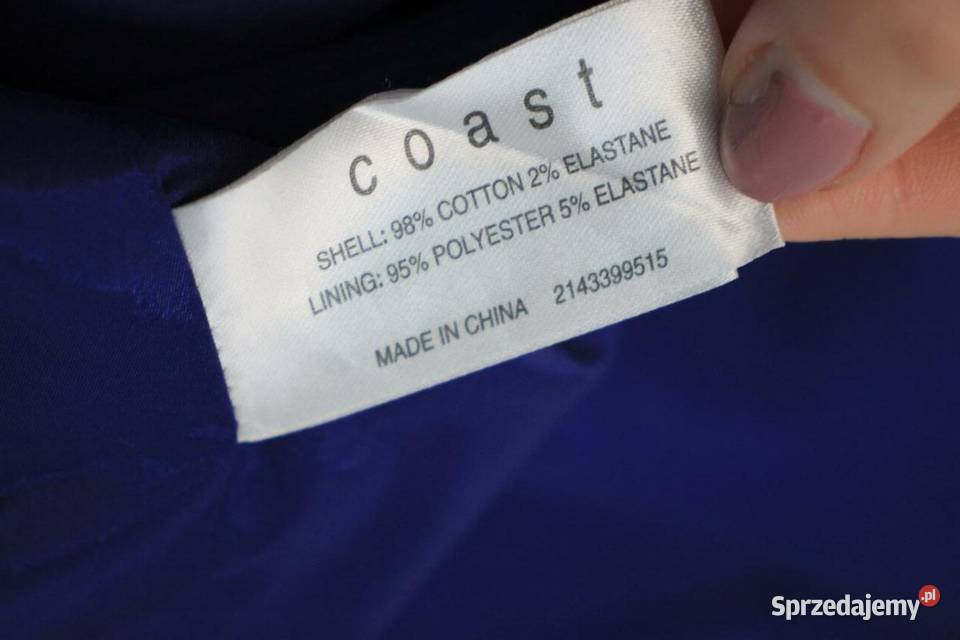 coast
SHELL: 98% COTTON 2% ELASTANE
LINING: 95% POLYESTER 5% ELASTANE
MADE IN CHINA 2143399515
Sprzedajemy.pl